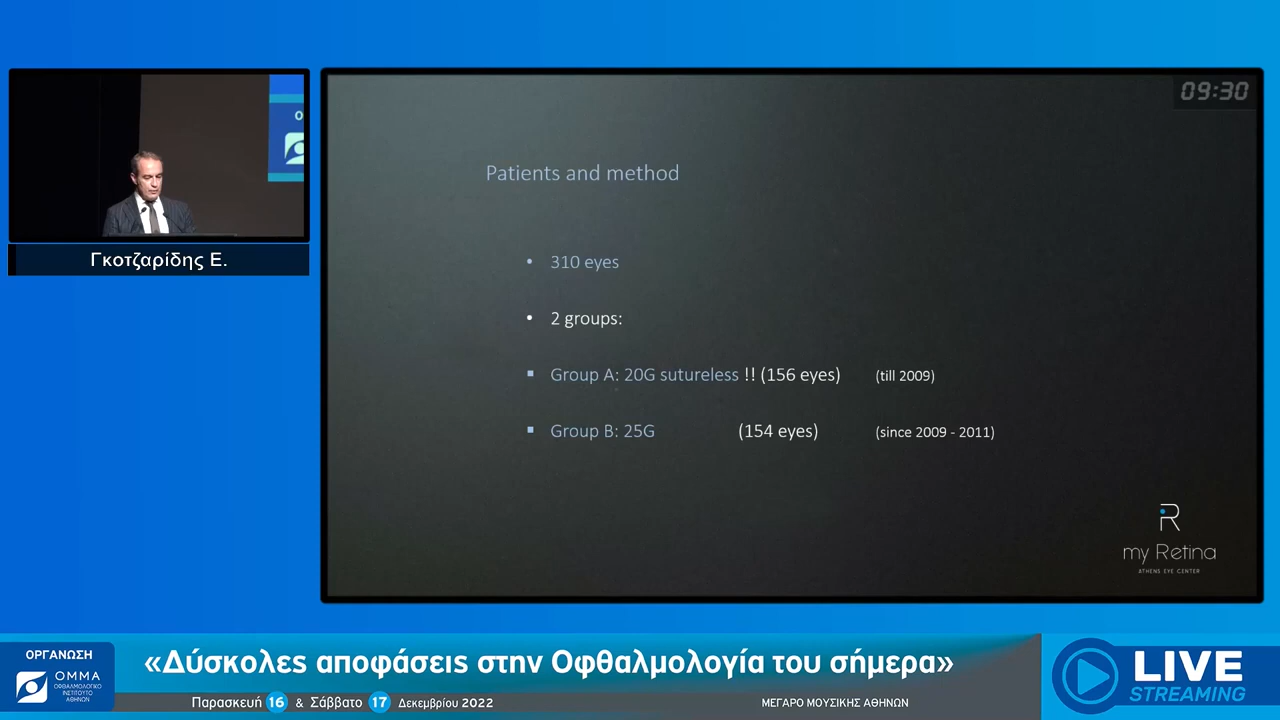 Ο
Γκοτζαρίδης Ε.
09:30
Patients and method
• 310 eyes
• 2 groups:
▪ Group A: 20G sutureless !! (156 eyes) (till 2009)
▪ Group B: 25G (154 eyes) (since 2009 - 2011)
my Retina
ATHENS EYE CENTER
ΟΡΓΑΝΩΣΗ
ΟΜΜΑ
ΟΦΘΑΛΜΟΛΟΓΙΚΟ
ΙΝΣΤΙΤΟΥΤΟ
ΑΘΗΝΩΝ
«Δύσκολες αποφάσεις στην Οφθαλμολογία του σήμερα»
Παρασκευή 16 & Σάββατο 17 Δεκεμβρίου 2022
ΜΕΓΑΡΟ ΜΟΥΣΙΚΗΣ ΑΘΗΝΩΝ
LIVE
STREAMING